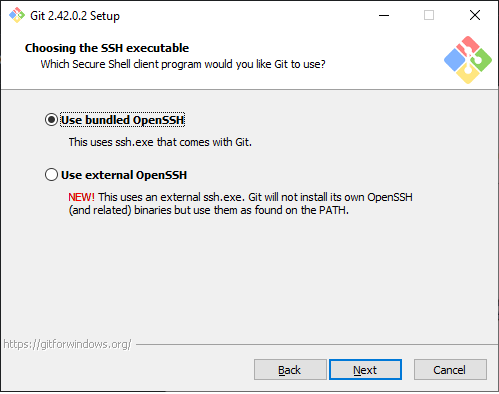 Git 2.42.0.2 Setup
Choosing the SSH executable
Which Secure Shell client program would you like Git to use?
Use bundled OpenSSH
This uses ssh.exe that comes with Git.
Use external OpenSSH
NEW! This uses an external ssh.exe. Git will not install its own OpenSSH
(and related) binaries but use them as found on the PATH.
https://gitforwindows.org/
Back Next Cancel